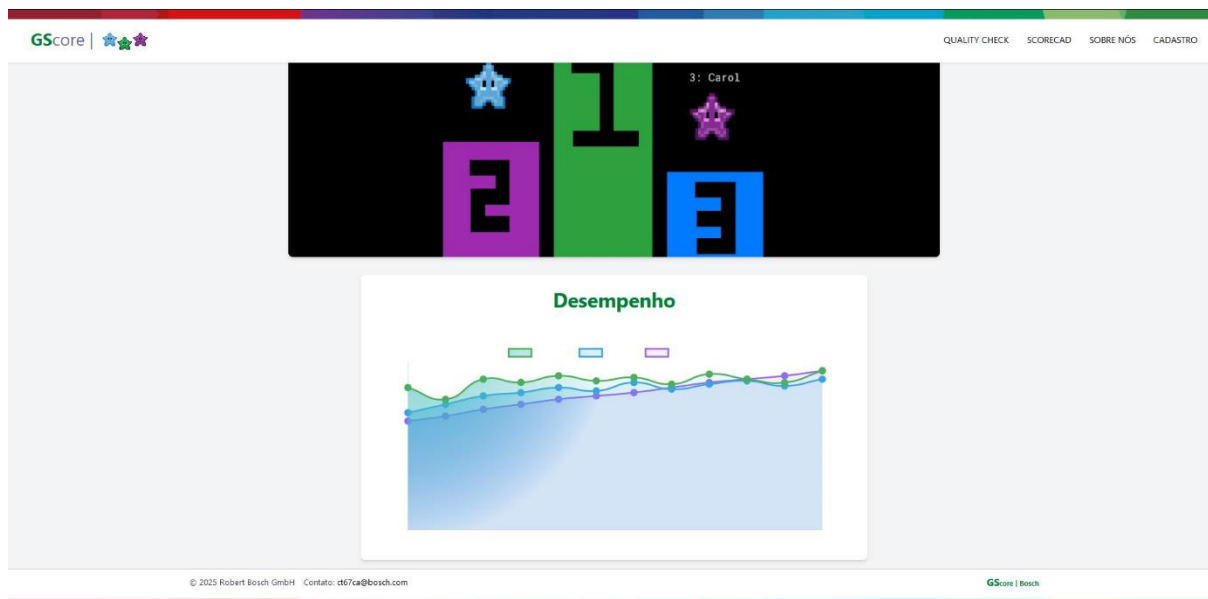 GScore |
QUALITY CHECK SCORECAD SOBRE NÓS CADASTRO
1
3: Carol
2
3
Desempenho
© 2025 Robert Bosch GmbH Contato: ct67ca@bosch.com
GScore | Bosch